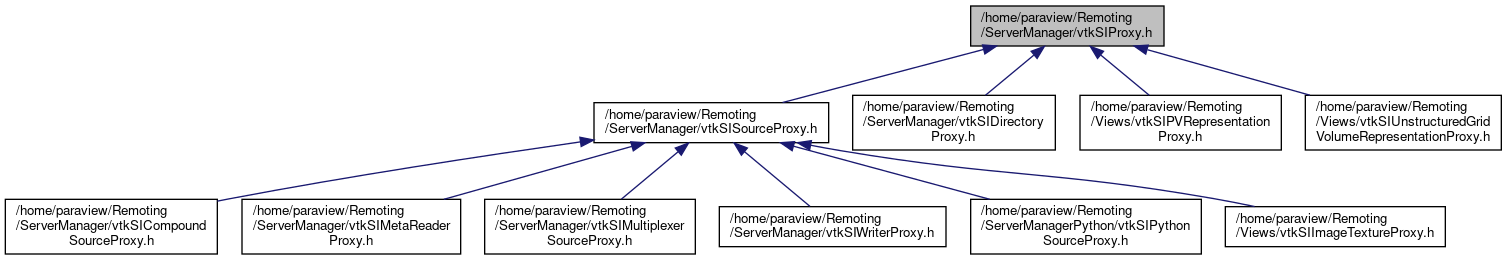 /home/paraview/Remoting
/ServerManager/vtkSIProxy.h
/home/paraview/Remoting
/ServerManager/vtkSISourceProxy.h
/home/paraview/Remoting
/ServerManager/vtkSIDirectory
Proxy.h
/home/paraview/Remoting
/Views/vtkSIPVRepresentation
Proxy.h
/home/paraview/Remoting
/Views/vtkSIUnstructuredGrid
VolumeRepresentationProxy.h
/home/paraview/Remoting
/ServerManager/vtkSICompound
SourceProxy.h
/home/paraview/Remoting
/ServerManager/vtkSIMetaReader
Proxy.h
/home/paraview/Remoting
/ServerManager/vtkSIMultiplexer
SourceProxy.h
/home/paraview/Remoting
/ServerManager/vtkSIWriterProxy.h
/home/paraview/Remoting
/ServerManagerPython/vtkSIPython
SourceProxy.h
/home/paraview/Remoting
/Views/vtkSIImageTextureProxy.h